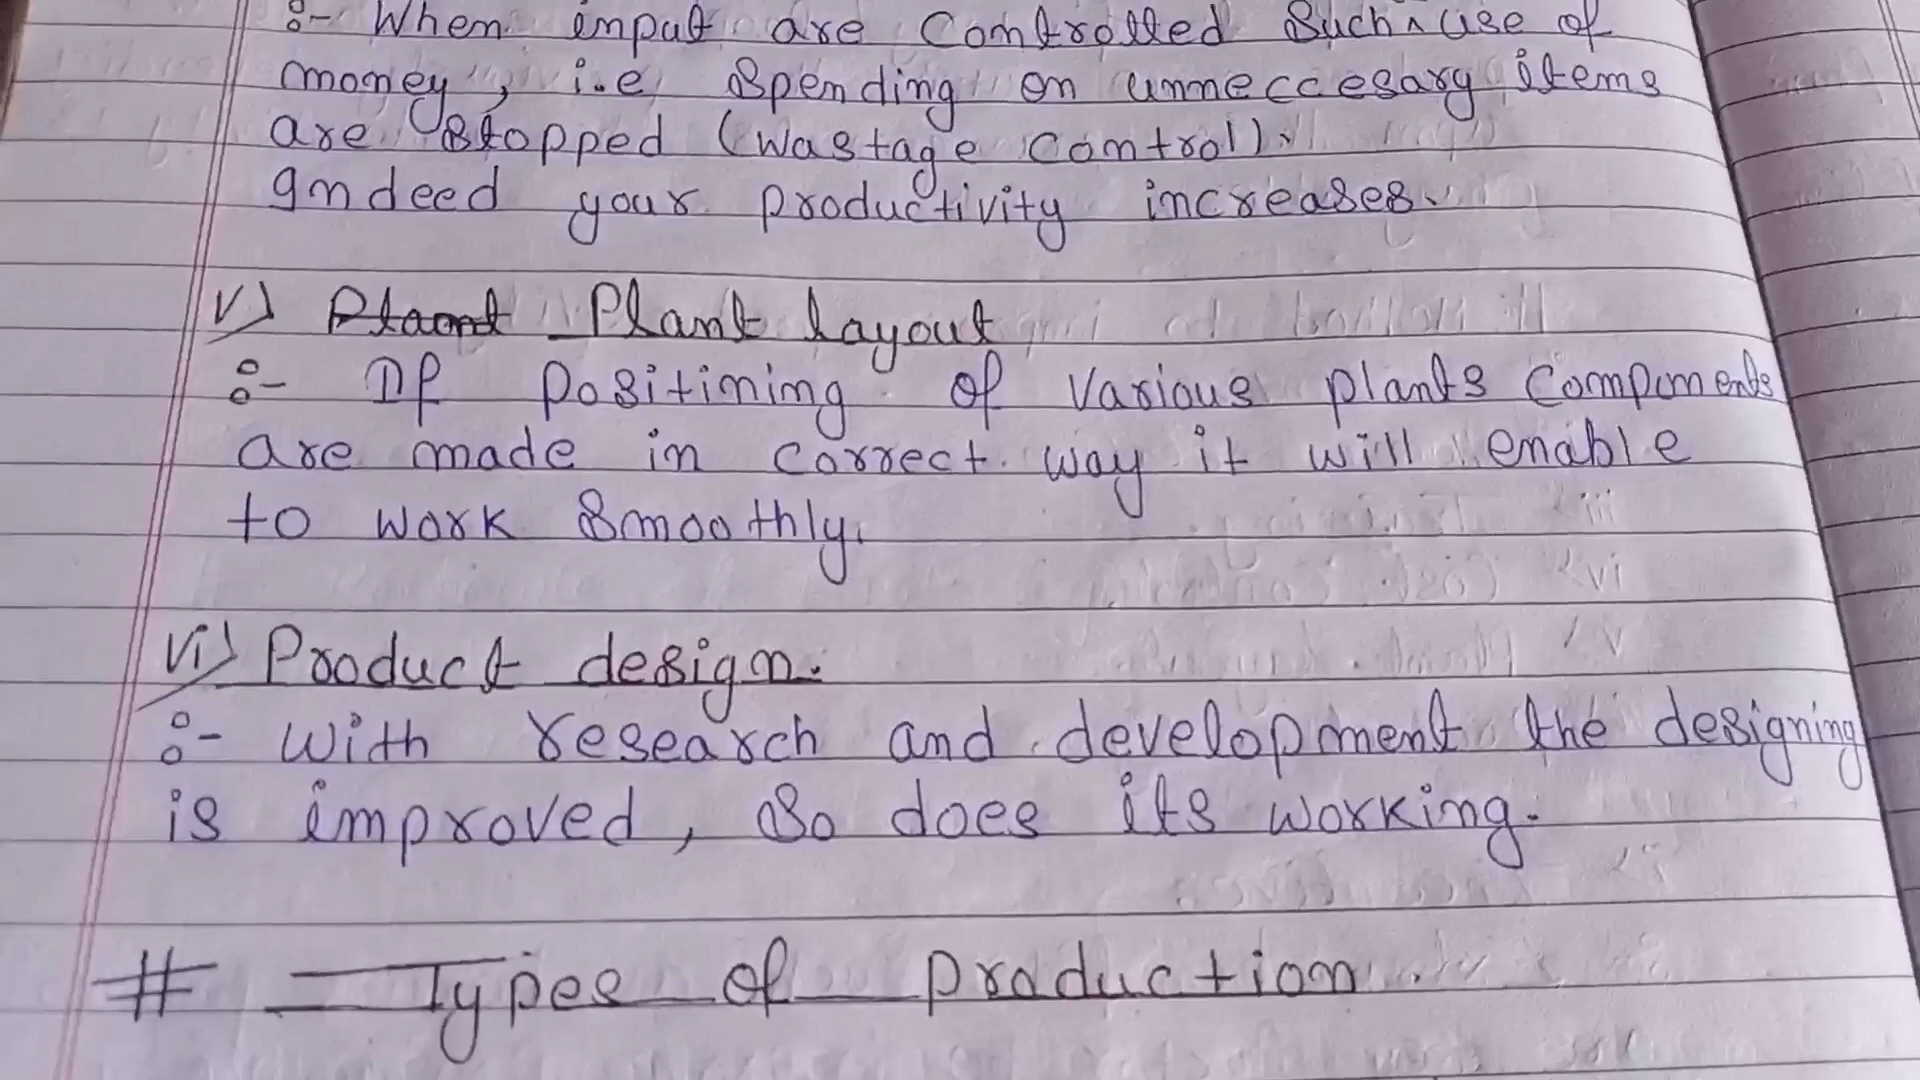 :- When input are Controlled Such ^ use of
money, i.e Spending on unneccesary items
are Stopped (Wastage Control).
Indeed your productivity increases.
v) Plant Plant layout
:- If Positining of Various plants Componends
are made in correct way it will enable
to work Smoothly.
vi) Product design.
:- With research and development the designing
is improved, So does its working.
# Types of production.